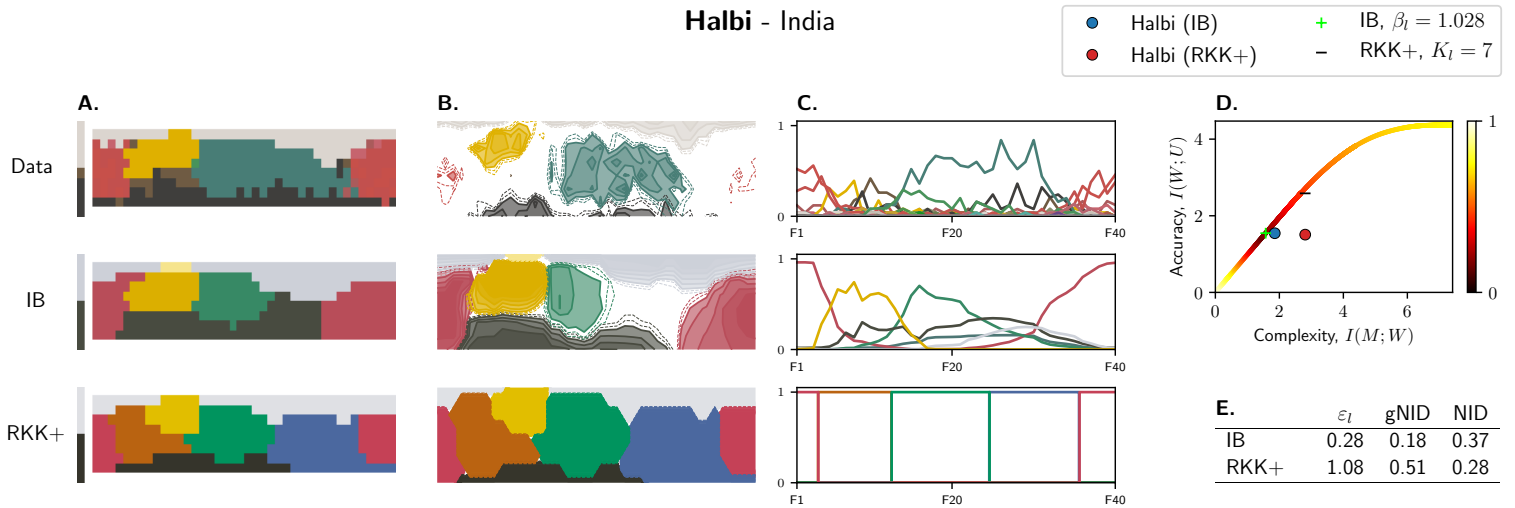 Halbi - India
Halbi (IB)
Halbi (RKK+)
IB, βl = 1.028
RKK+, Kl = 7
A.
B.
C.
D.
Data
IB
RKK+
1
0
F1
F20
F40
1
0
F1
F20
F40
1
0
F1
F20
F40
4
2
0
0
2
4
6
Accuracy, I(W; U)
Complexity, I(M; W)
1
0
E.
εl gNID NID
IB 0.28 0.18 0.37
RKK+ 1.08 0.51 0.28